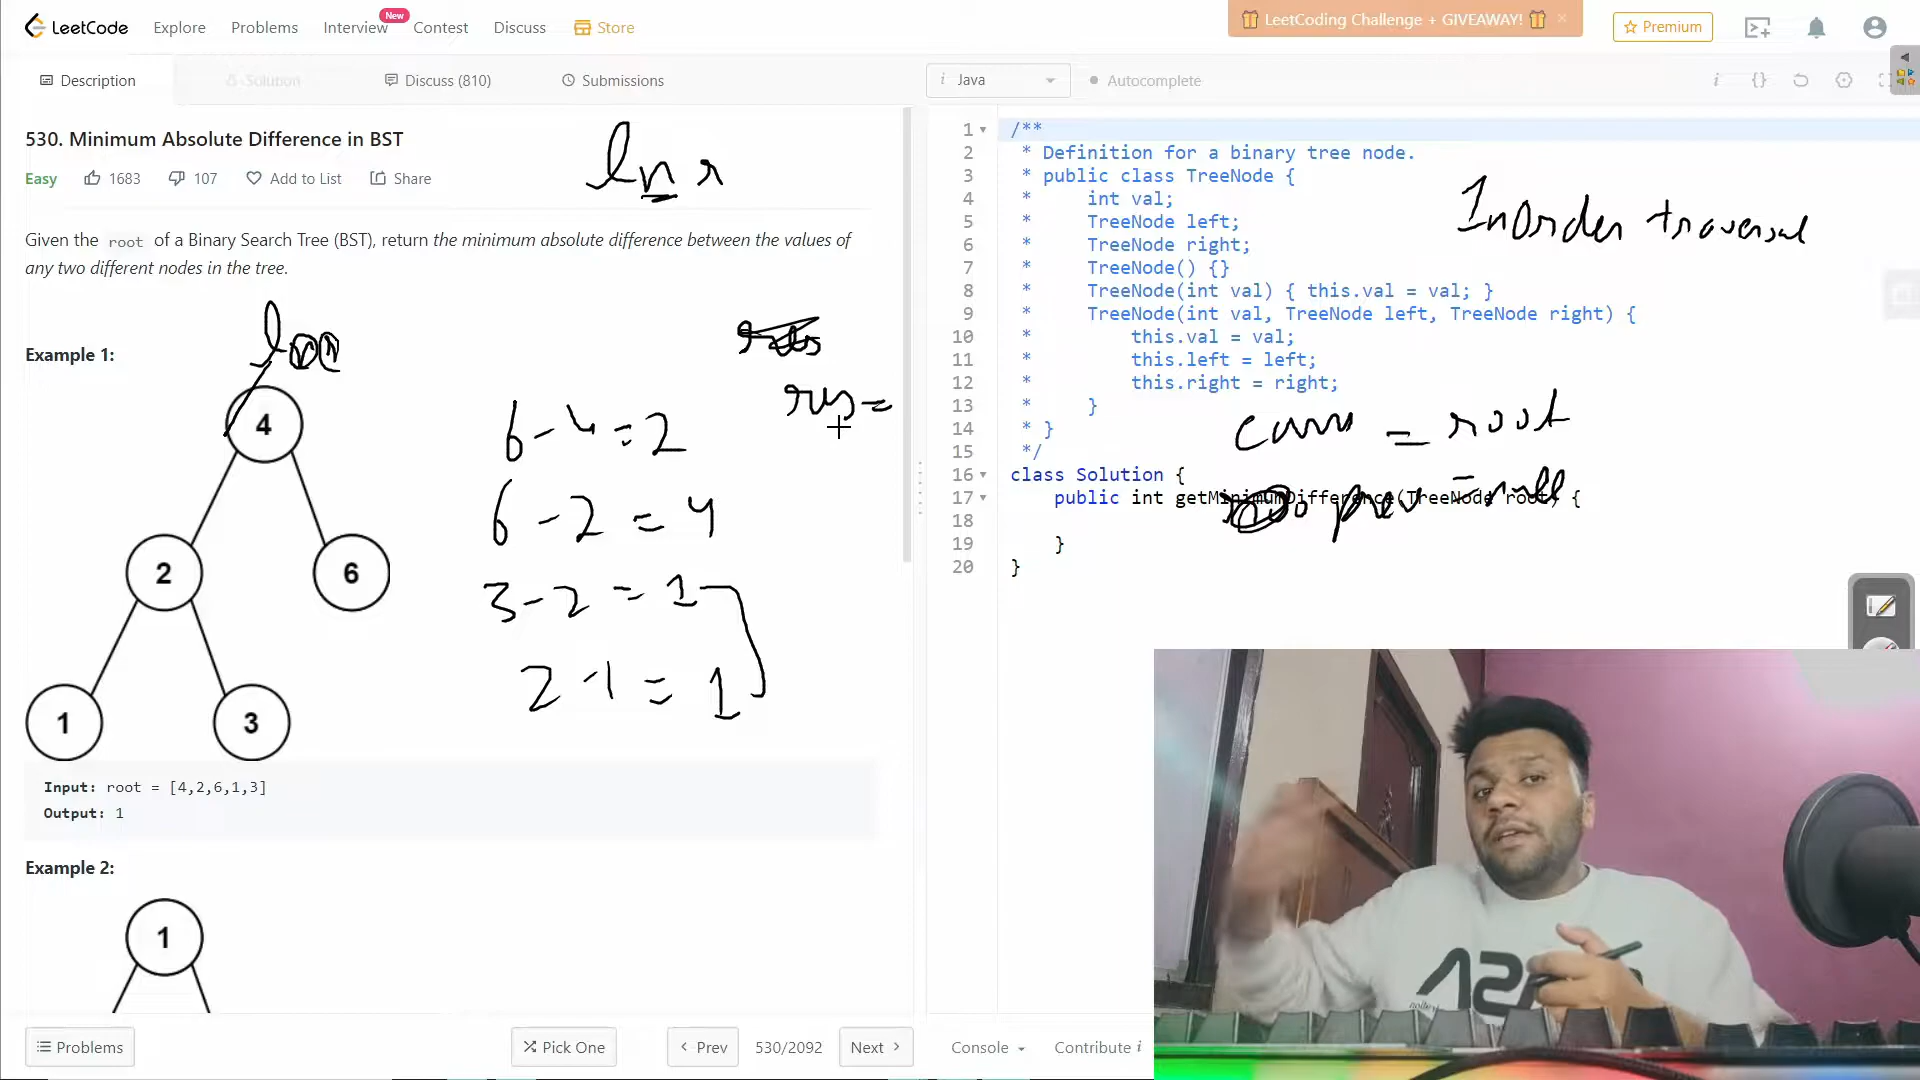 LeetCode Explore Problems Interview New Contest Discuss Store
LeetCoding Challenge + GIVEAWAY! ×
Premium
Description Solution Discuss (810) Submissions
i Java Autocomplete
530. Minimum Absolute Difference in BST
Easy 1683 107 Add to List Share
l n r
Given the root of a Binary Search Tree (BST), return the minimum absolute difference between the values of
any two different nodes in the tree.
Example 1:
l n r
4
2
6
1
3
6 - 4 = 2
6 - 2 = 4
3 - 2 = 1
2 - 1 = 1
res =
Input: root = [4,2,6,1,3]
Output: 1
Example 2:
1
Problems Pick One Prev 530/2092 Next Console Contribute i
1 /**
2 * Definition for a binary tree node.
3 * public class TreeNode {
4 * int val;
5 * TreeNode left;
6 * TreeNode right;
7 * TreeNode() {}
8 * TreeNode(int val) { this.val = val; }
9 * TreeNode(int val, TreeNode left, TreeNode right) {
10 * this.val = val;
11 * this.left = left;
12 * this.right = right;
13 * }
14 * }
15 */
16 class Solution {
17 public int getMinimumDifference(TreeNode root) {
18
19 }
20 }
Inorder traversal
curr = root
prev = null